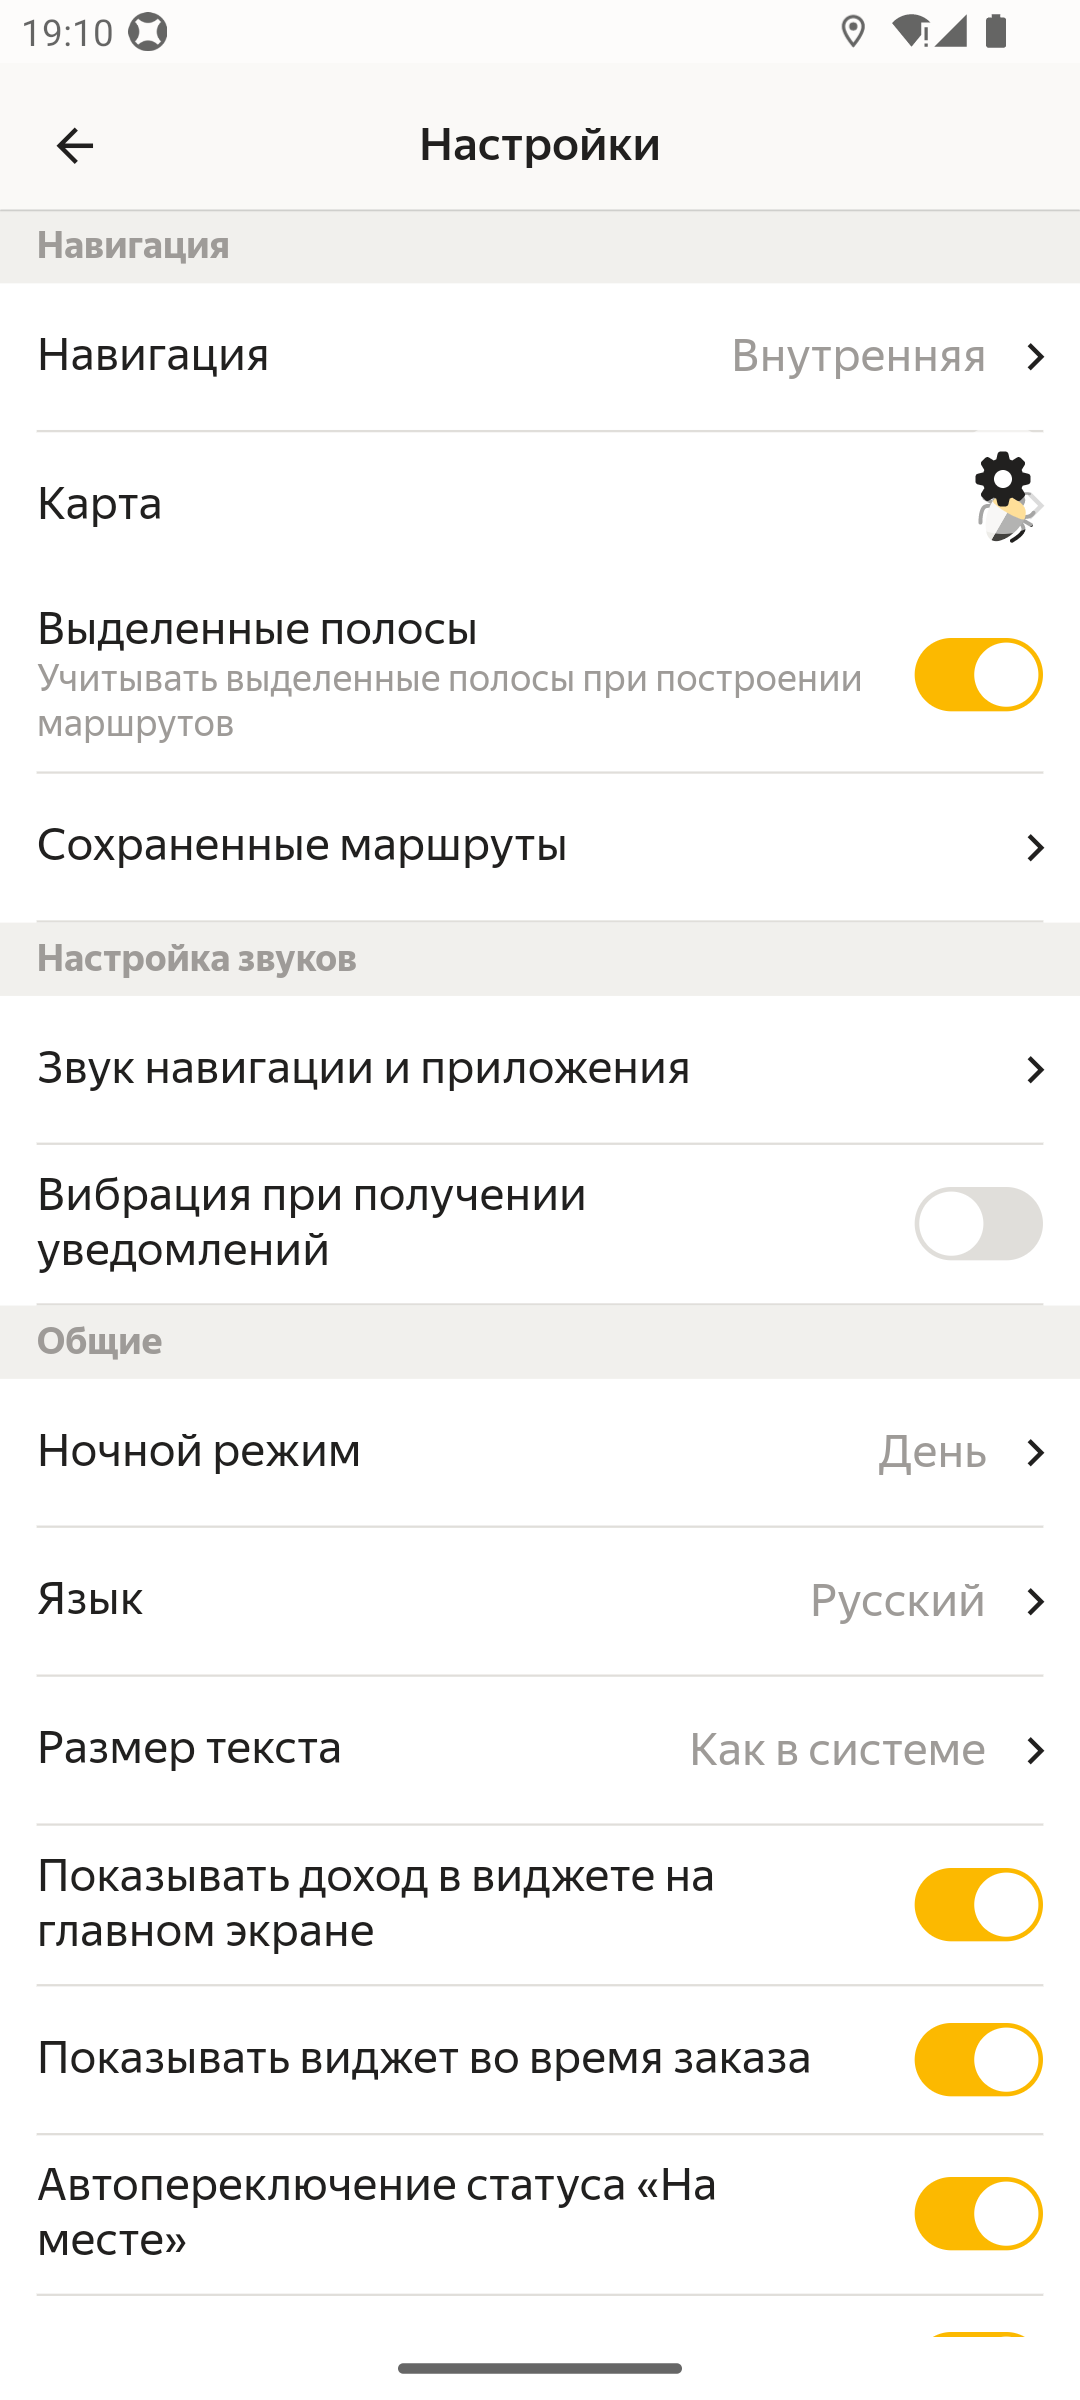 19:10
Настройки
Навигация
Навигация Внутренняя
Карта
Выделенные полосы
Учитывать выделенные полосы при построении
маршрутов
Сохраненные маршруты
Настройка звуков
Звук навигации и приложения
Вибрация при получении
уведомлений
Общие
Ночной режим День
Язык Русский
Размер текста Как в системе
Показывать доход в виджете на
главном экране
Показывать виджет во время заказа
Автопереключение статуса «На
месте»